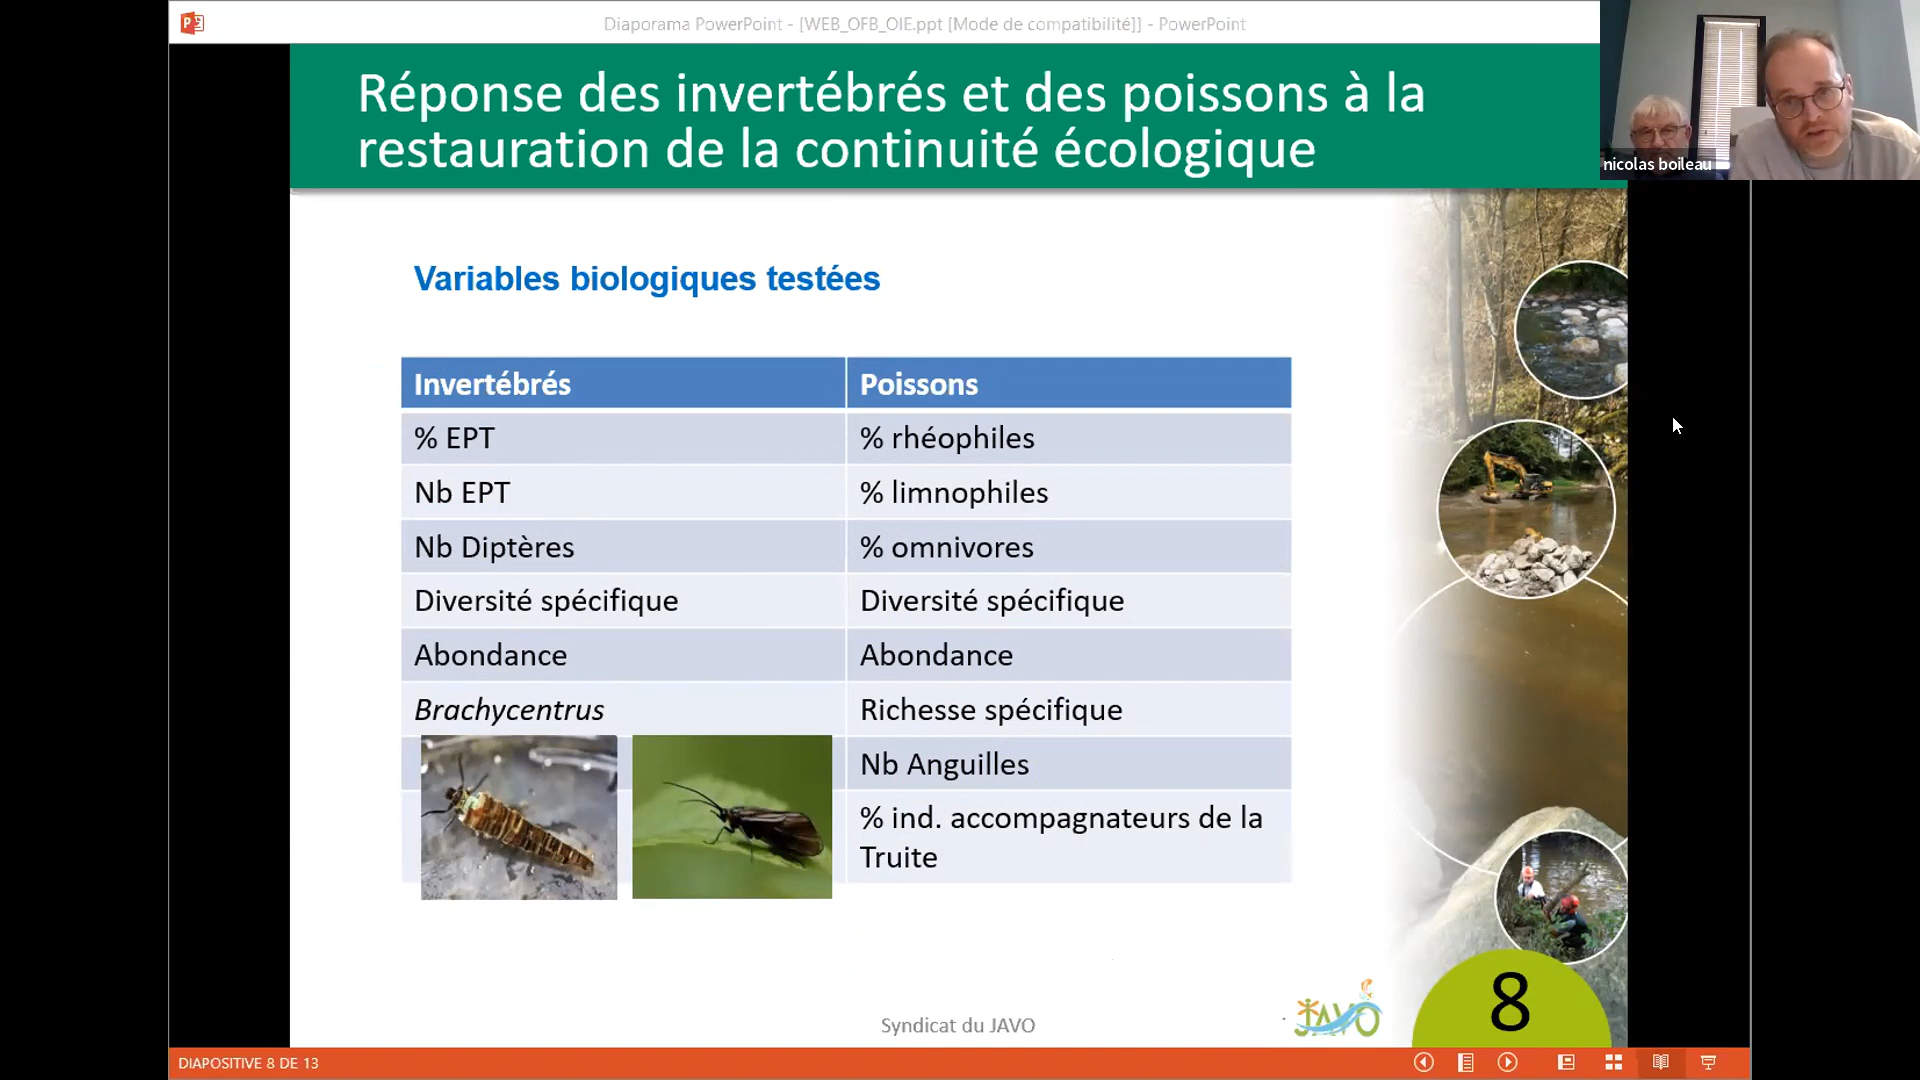 Diaporama PowerPoint - [WEB_OFB_OIE.ppt [Mode de compatibilité]] - PowerPoint
Réponse des invertébrés et des poissons à la
restauration de la continuité écologique
nicolas boileau
Variables biologiques testées
Invertébrés Poissons
% EPT % rhéophiles
Nb EPT % limnophiles
Nb Diptères % omnivores
Diversité spécifique Diversité spécifique
Abondance Abondance
Brachycentrus Richesse spécifique
Nb Anguilles
% ind. accompagnateurs de la
Truite
JAVO
8
Syndicat du JAVO
DIAPOSITIVE 8 DE 13